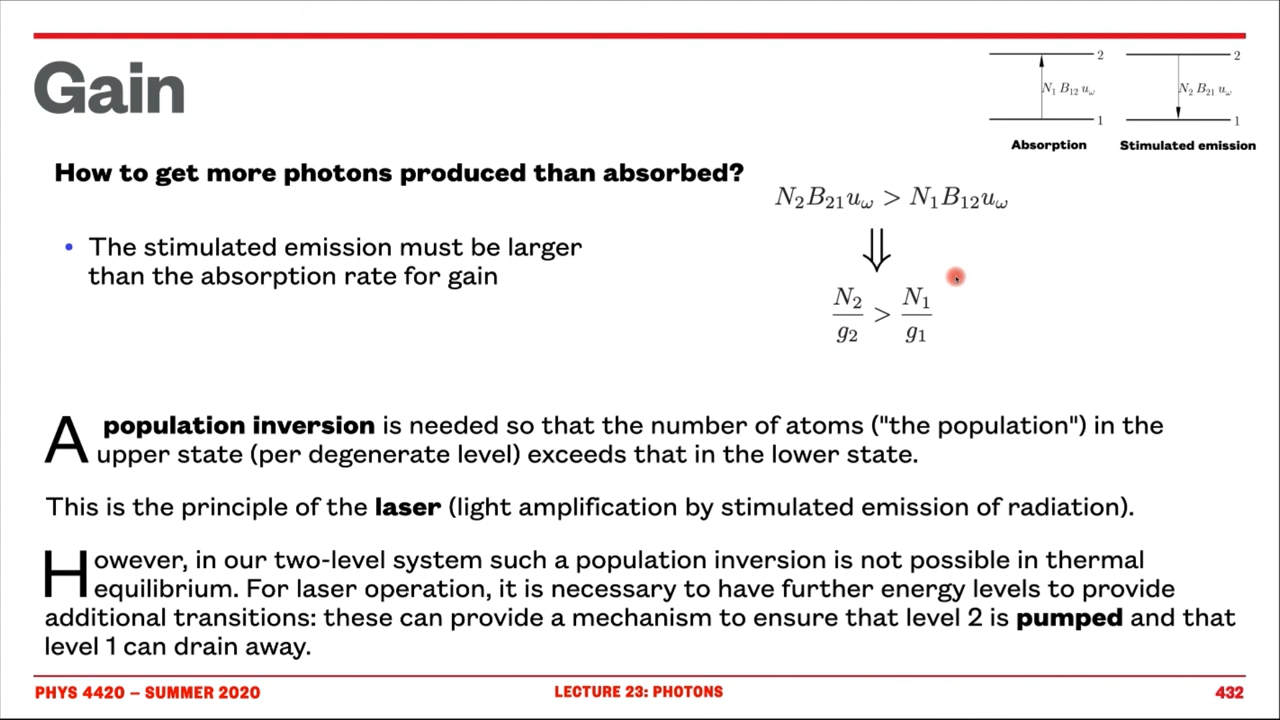 Gain
2
2
N₁ B₁₂ u_ω
N₂ B₂₁ u_ω
1
1
Absorption
Stimulated emission
How to get more photons produced than absorbed?
N₂B₂₁u_ω > N₁B₁₂u_ω
⇓
• The stimulated emission must be larger
than the absorption rate for gain
N₂/g₂ > N₁/g₁
A population inversion is needed so that the number of atoms ("the population") in the
upper state (per degenerate level) exceeds that in the lower state.
This is the principle of the laser (light amplification by stimulated emission of radiation).
However, in our two-level system such a population inversion is not possible in thermal
equilibrium. For laser operation, it is necessary to have further energy levels to provide
additional transitions: these can provide a mechanism to ensure that level 2 is pumped and that
level 1 can drain away.
PHYS 4420 – SUMMER 2020
LECTURE 23: PHOTONS
432